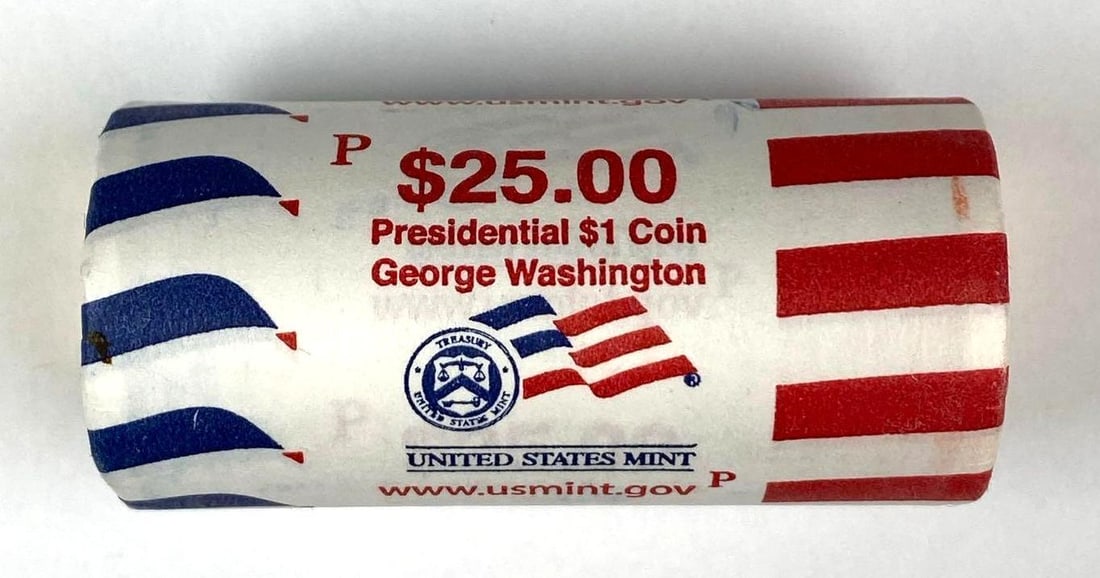 www.usmint.gov
P $25.00
Presidential $1 Coin
George Washington
TREASURY
UNITED STATES MINT
®
UNITED STATES MINT
www.usmint.gov P